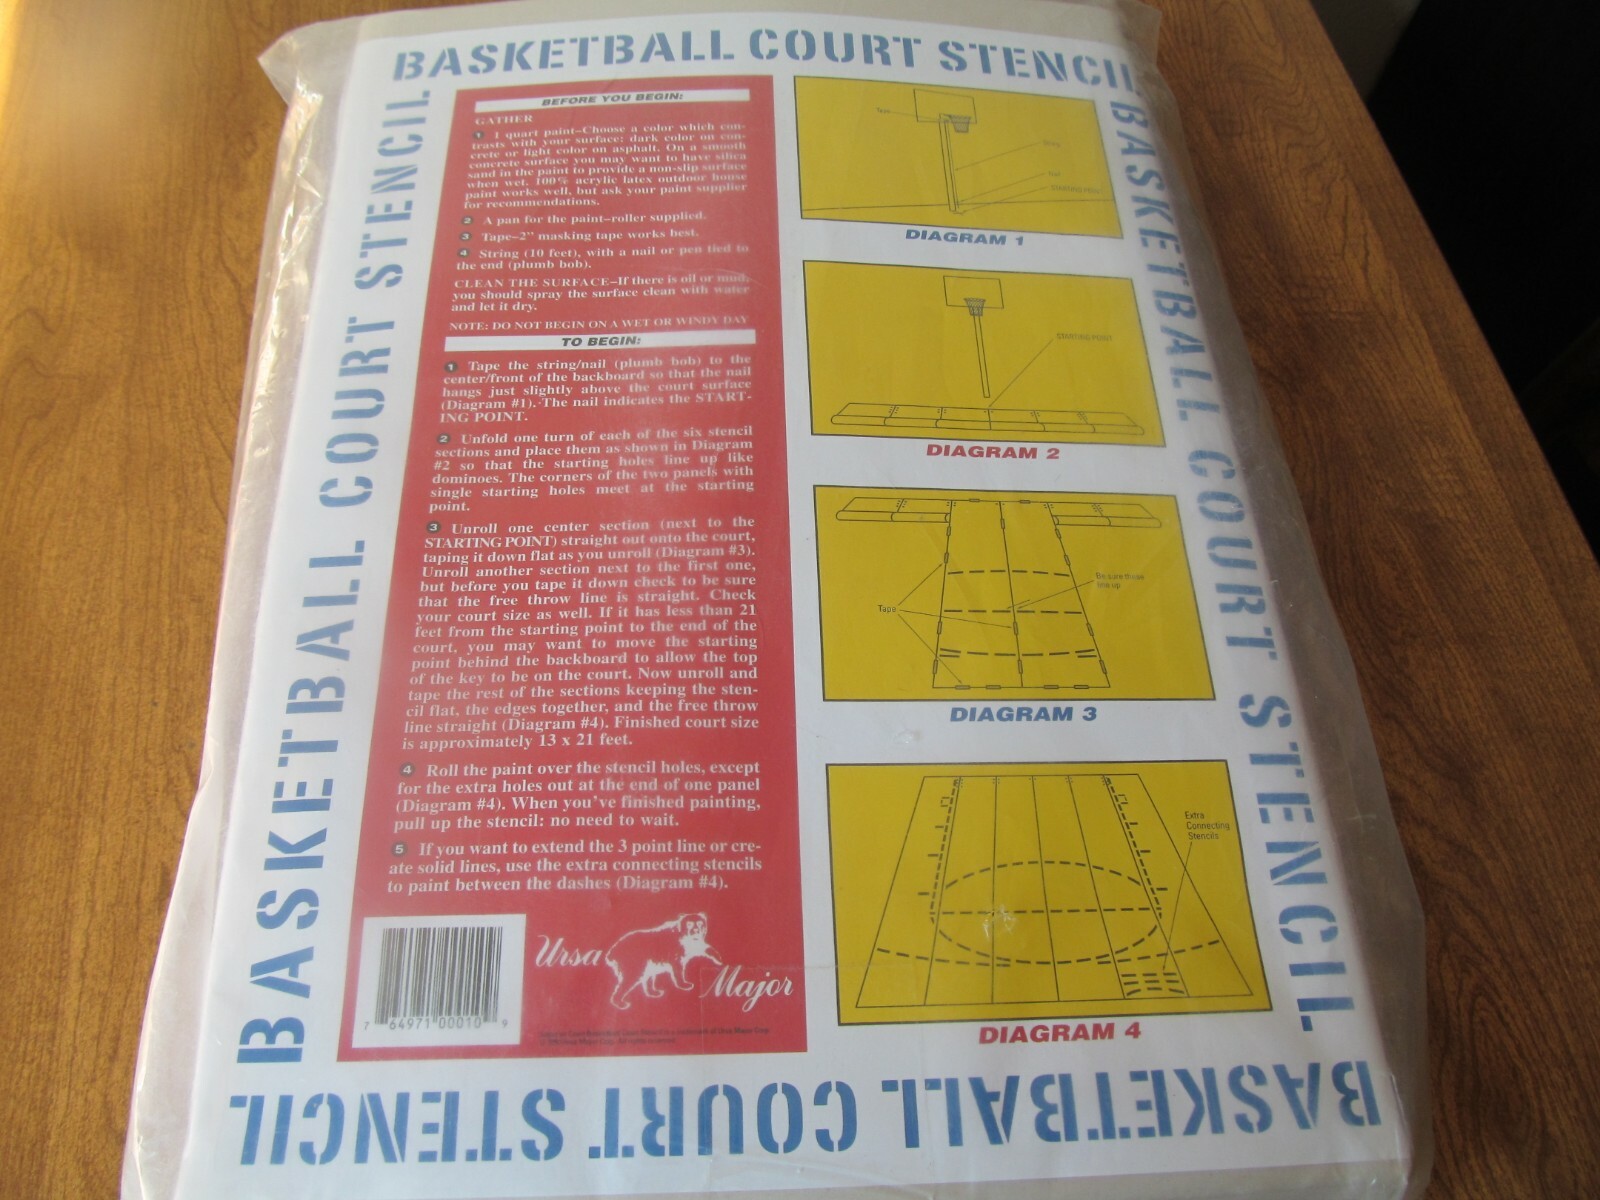 BASKETBALL COURT STENCIL
BASKETBALL COURT STENCIL
BEFORE YOU BEGIN:
GATHER
1 1 quart paint–Choose a color which con-
trasts with your surface: dark color on con-
crete or light color on asphalt. On a smooth
concrete surface you may want to have silica
sand in the paint to provide a non-slip surface
when wet. 100% acrylic latex outdoor house
paint works well, but ask your paint supplier
for recommendations.
2 A pan for the paint–roller supplied.
3 Tape–2" masking tape works best.
4 String (10 feet), with a nail or pen tied to
the end (plumb bob).
CLEAN THE SURFACE–If there is oil or mud,
you should spray the surface clean with water
and let it dry.
NOTE: DO NOT BEGIN ON A WET OR WINDY DAY
TO BEGIN:
1 Tape the string/nail (plumb bob) to the
center/front of the backboard so that the nail
hangs just slightly above the court surface
(Diagram #1). The nail indicates the START-
ING POINT.
2 Unfold one turn of each of the six stencil
sections and place them as shown in Diagram
#2 so that the starting holes line up like
dominoes. The corners of the two panels with
single starting holes meet at the starting
point.
3 Unroll one center section (next to the
STARTING POINT) straight out onto the court,
taping it down flat as you unroll (Diagram #3).
Unroll another section next to the first one,
but before you tape it down check to be sure
that the free throw line is straight. Check
your court size as well. If it has less than 21
feet from the starting point to the end of the
court, you may want to move the starting
point behind the backboard to allow the top
of the key to be on the court. Now unroll and
tape the rest of the sections keeping the sten-
cil flat, the edges together, and the free throw
line straight (Diagram #4). Finished court size
is approximately 13 x 21 feet.
4 Roll the paint over the stencil holes, except
for the extra holes out at the end of one panel
(Diagram #4). When you've finished painting,
pull up the stencil: no need to wait.
5 If you want to extend the 3 point line or cre-
ate solid lines, use the extra connecting stencils
to paint between the dashes (Diagram #4).
7 64971 00010 9
Ursa
Major
Tape
String
Nail
STARTING POINT
DIAGRAM 1
STARTING POINT
DIAGRAM 2
Tape
Be sure these
line up
DIAGRAM 3
Extra
Connecting
Stencils
DIAGRAM 4
BASKETBALL COURT STENCIL
BASKETBALL COURT STENCIL